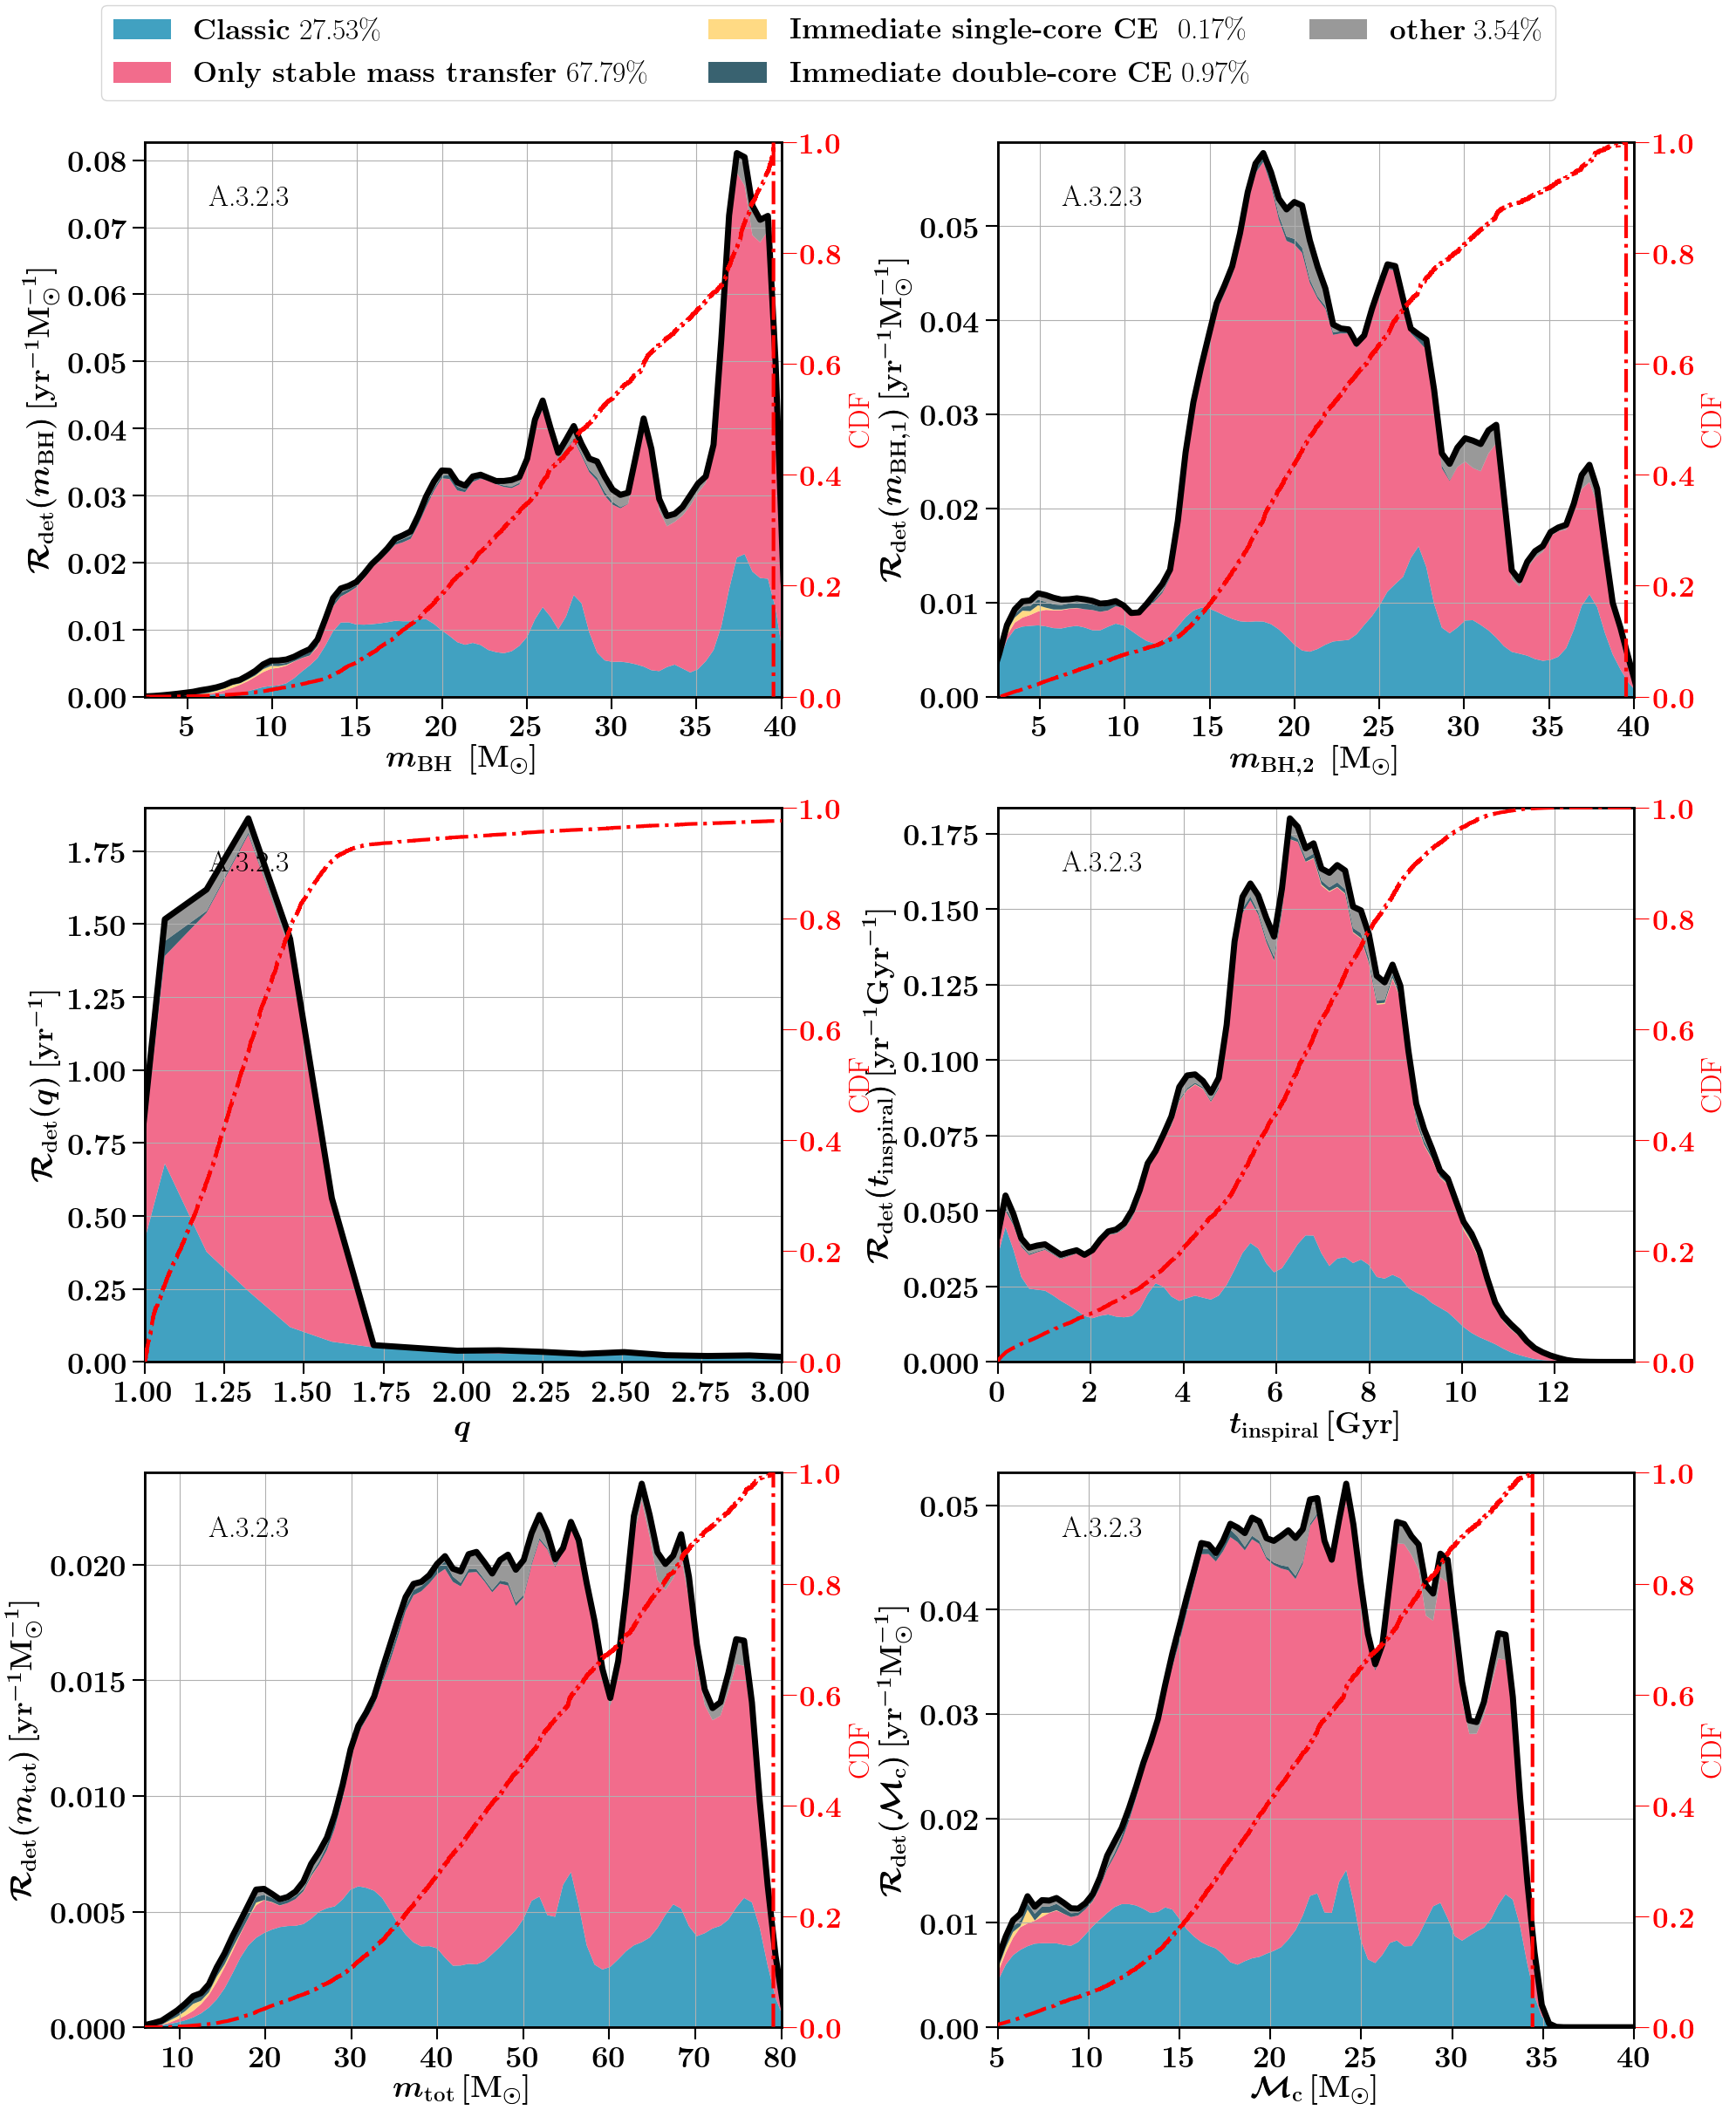 Classic 27.53%
Immediate single-core CE 0.17%
other 3.54%
Only stable mass transfer 67.79%
Immediate double-core CE 0.97%
A.3.2.3
0.08
0.07
0.06
0.05
0.04
0.03
0.02
0.01
0.00
ℛ_det(m_BH) [yr⁻¹M_⊙⁻¹]
1.0
0.8
0.6
0.4
0.2
0.0
CDF
5 10 15 20 25 30 35 40
m_BH [M_⊙]
A.3.2.3
0.05
0.04
0.03
0.02
0.01
0.00
ℛ_det(m_BH,1) [yr⁻¹M_⊙⁻¹]
1.0
0.8
0.6
0.4
0.2
0.0
CDF
5 10 15 20 25 30 35 40
m_BH,2 [M_⊙]
A.3.2.3
1.75
1.50
1.25
1.00
0.75
0.50
0.25
0.00
ℛ_det(q) [yr⁻¹]
1.0
0.8
0.6
0.4
0.2
0.0
CDF
1.00 1.25 1.50 1.75 2.00 2.25 2.50 2.75 3.00
q
A.3.2.3
0.175
0.150
0.125
0.100
0.075
0.050
0.025
0.000
ℛ_det(t_inspiral) [yr⁻¹Gyr⁻¹]
1.0
0.8
0.6
0.4
0.2
0.0
CDF
0 2 4 6 8 10 12
t_inspiral [Gyr]
A.3.2.3
0.020
0.015
0.010
0.005
0.000
ℛ_det(m_tot) [yr⁻¹M_⊙⁻¹]
1.0
0.8
0.6
0.4
0.2
0.0
CDF
10 20 30 40 50 60 70 80
m_tot [M_⊙]
A.3.2.3
0.05
0.04
0.03
0.02
0.01
0.00
ℛ_det(ℳ_c) [yr⁻¹M_⊙⁻¹]
1.0
0.8
0.6
0.4
0.2
0.0
CDF
5 10 15 20 25 30 35 40
ℳ_c [M_⊙]